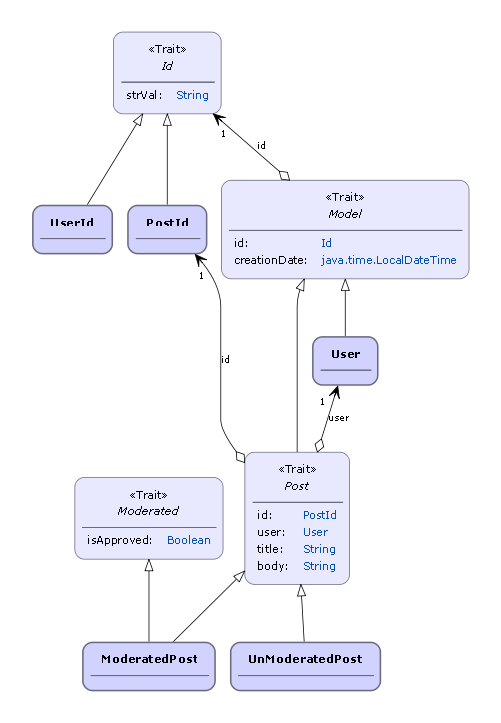 «Trait»
Id
strVal: String
1
id
UserId
PostId
«Trait»
Model
id: Id
creationDate: java.time.LocalDateTime
1
User
id
1
user
«Trait»
Post
id: PostId
user: User
title: String
body: String
«Trait»
Moderated
isApproved: Boolean
ModeratedPost
UnModeratedPost